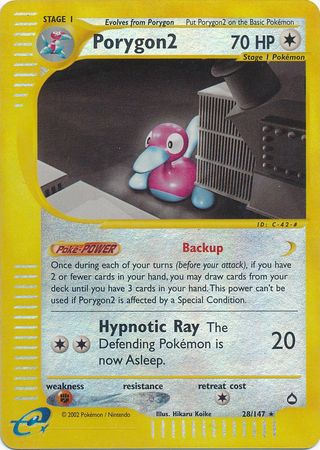 STAGE 1
Evolves from Porygon
Put Porygon2 on the Basic Pokémon
Porygon2
70 HP
Stage 1 Pokémon
ID: C-42-#
Poké-POWER
Backup
Once during each of your turns (before your attack), if you have
2 or fewer cards in your hand, you may draw cards from your
deck until you have 3 cards in your hand. This power can't be
used if Porygon2 is affected by a Special Condition.
Hypnotic Ray The
Defending Pokémon is
now Asleep.
20
weakness
resistance
retreat cost
-30
e
© 2002 Pokémon / Nintendo
Illus. Hikaru Koike
28/147 ★